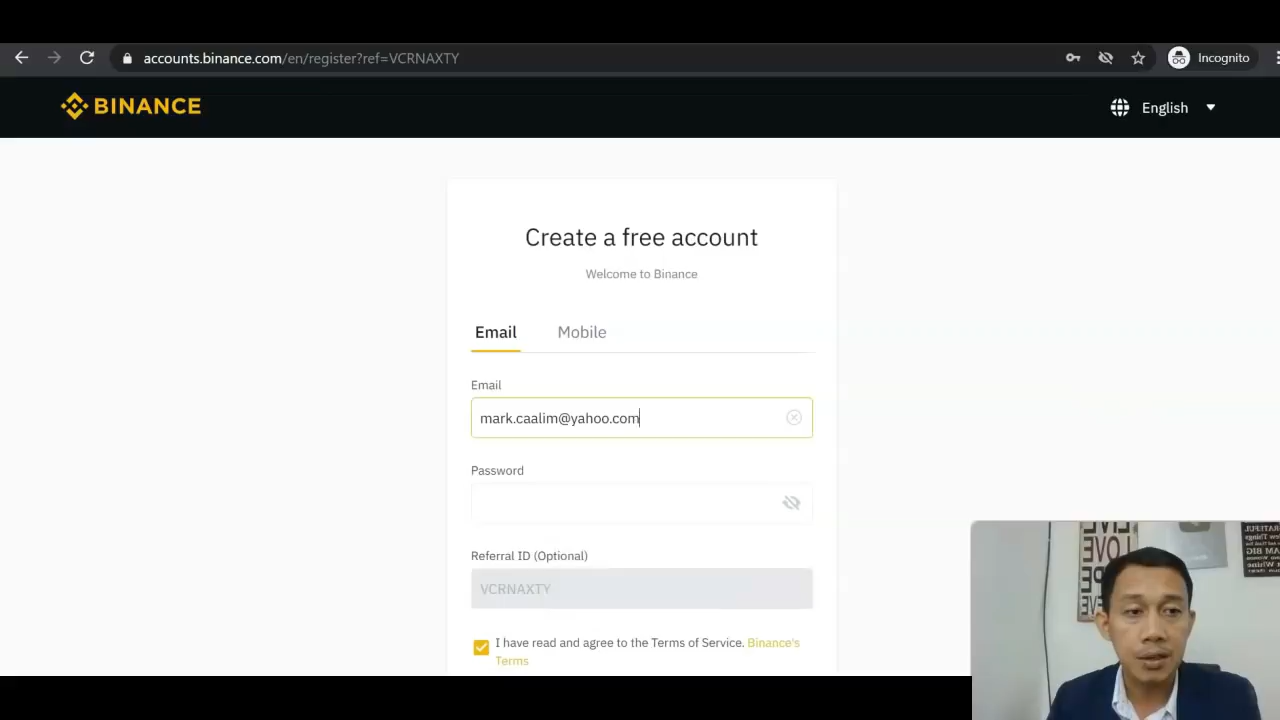 accounts.binance.com/en/register?ref=VCRNAXTY
Incognito
BINANCE
English
Create a free account
Welcome to Binance
Email
Mobile
Email
mark.caalim@yahoo.com
Password
Referral ID (Optional)
VCRNAXTY
I have read and agree to the Terms of Service. Binance's
Terms
LIVE
LOVE